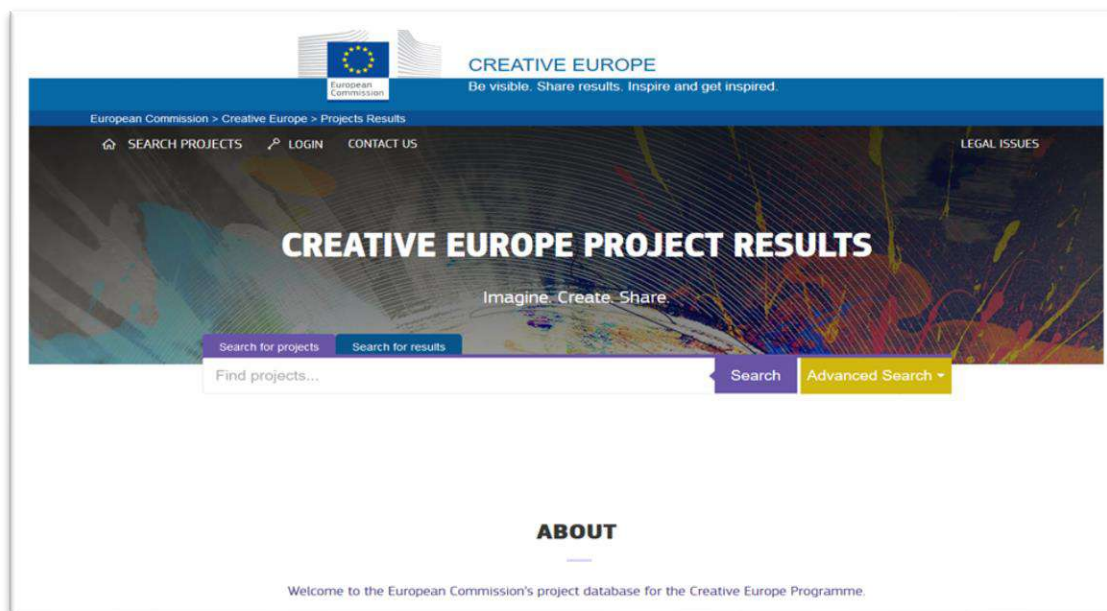 CREATIVE EUROPE
European
Commission
Be visible. Share results. Inspire and get inspired.
European Commission > Creative Europe > Projects Results
SEARCH PROJECTS LOGIN CONTACT US LEGAL ISSUES
CREATIVE EUROPE PROJECT RESULTS
Imagine. Create. Share.
Search for projects Search for results
Find projects... Search Advanced Search
ABOUT
Welcome to the European Commission's project database for the Creative Europe Programme.